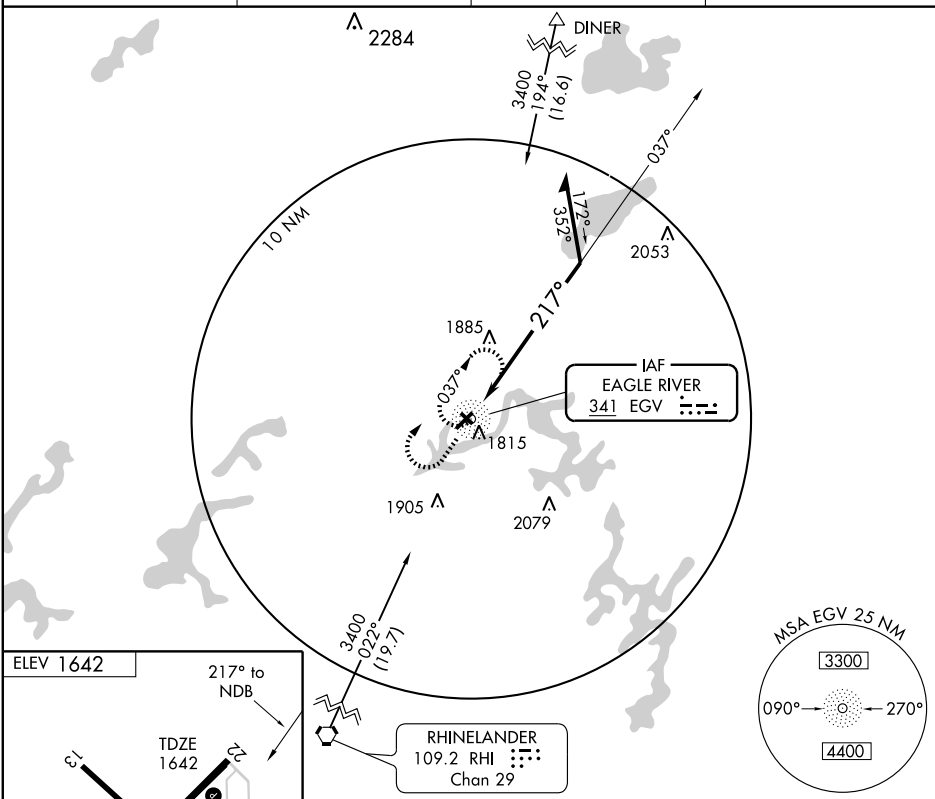 2284
DINER
3400
194°
(16.6)
037°
10 NM
172°
352°
2053
217°
1885
IAF
EAGLE RIVER
341 EGV
037°
1815
1905
2079
3400
022°
(19.7)
MSA EGV 25 NM
3300
090°
270°
4400
ELEV 1642
217° to
NDB
TDZE
1642
13
22
P
RHINELANDER
109.2 RHI
Chan 29